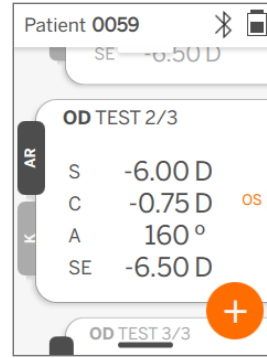 Patient 0059
SE -6.50 D
OD TEST 2/3
AR
S -6.00 D
C -0.75 D
OS
A 160 º
K
SE -6.50 D
+
OD TEST 3/3